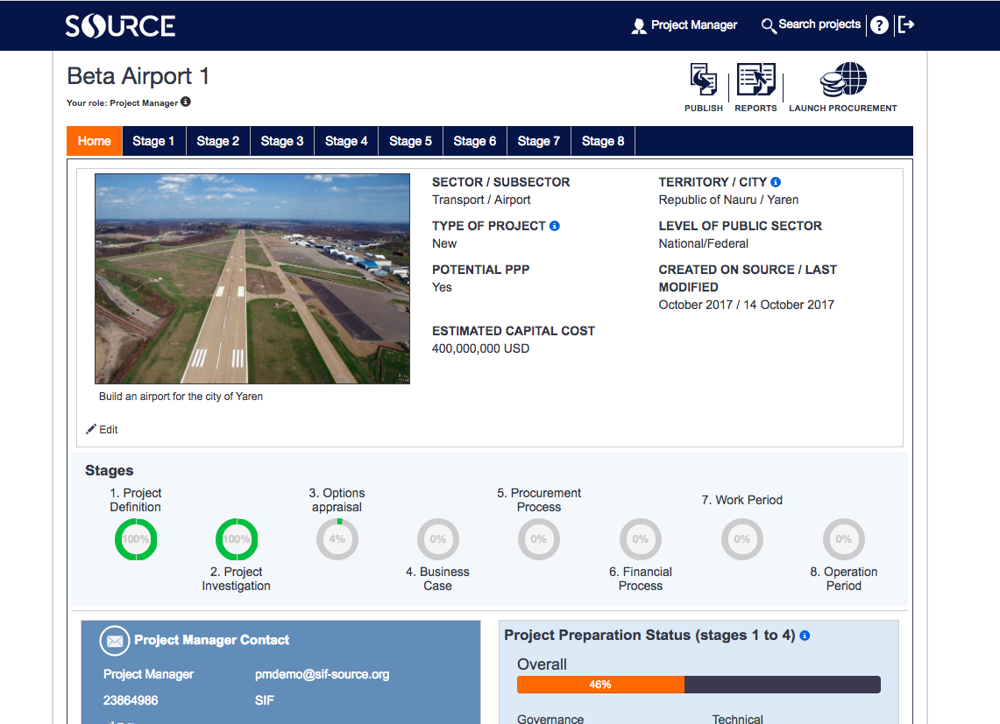 SOURCE
Project Manager
Search projects
?
Beta Airport 1
Your role: Project Manager
PUBLISH
REPORTS
LAUNCH PROCUREMENT
Home
Stage 1
Stage 2
Stage 3
Stage 4
Stage 5
Stage 6
Stage 7
Stage 8
SECTOR / SUBSECTOR
Transport / Airport
TYPE OF PROJECT
New
POTENTIAL PPP
Yes
ESTIMATED CAPITAL COST
400,000,000 USD
TERRITORY / CITY
Republic of Nauru / Yaren
LEVEL OF PUBLIC SECTOR
National/Federal
CREATED ON SOURCE / LAST
MODIFIED
October 2017 / 14 October 2017
Build an airport for the city of Yaren
Edit
Stages
1. Project
Definition
100%
100%
2. Project
Investigation
3. Options
appraisal
4%
0%
4. Business
Case
5. Procurement
Process
0%
0%
6. Financial
Process
7. Work Period
0%
0%
8. Operation
Period
Project Manager Contact
Project Manager
pmdemo@sif-source.org
23864986
SIF
Project Preparation Status (stages 1 to 4)
Overall
46%
Governance
Technical